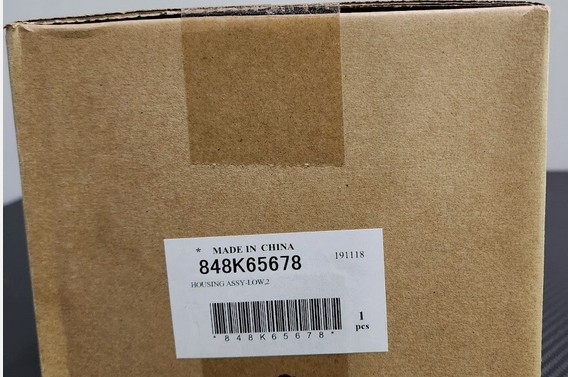 * MADE IN CHINA
848K65678
191118
HOUSING ASSY-LOW,2
1
pcs
*848K65678*